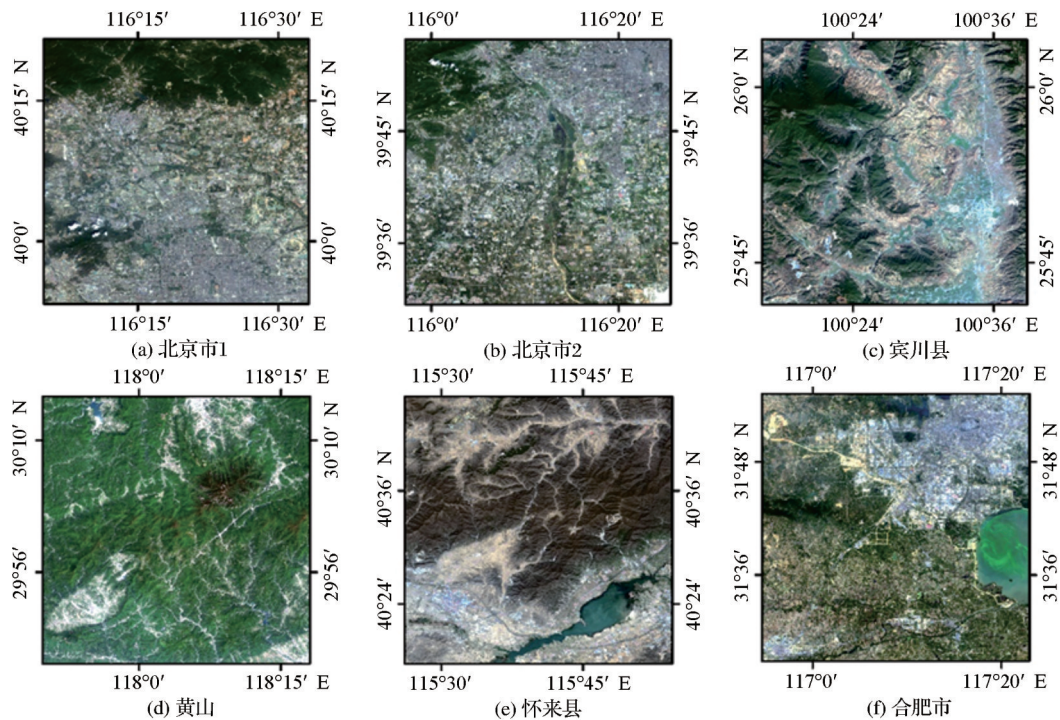 116°15′ 116°30′ E
40°15′ N
40°0′
40°15′ N
40°0′
116°15′ 116°30′ E
(a) 北京市1
116°0′ 116°20′ E
39°45′ N
39°36′
39°45′ N
39°36′
116°0′ 116°20′ E
(b) 北京市2
100°24′ 100°36′ E
26°0′ N
25°45′
26°0′ N
25°45′
100°24′ 100°36′ E
(c) 宾川县
118°0′ 118°15′ E
30°10′ N
29°56′
30°10′ N
29°56′
118°0′ 118°15′ E
(d) 黄山
115°30′ 115°45′ E
40°36′ N
40°24′
40°36′ N
40°24′
115°30′ 115°45′ E
(e) 怀来县
117°0′ 117°20′ E
31°48′ N
31°36′
31°48′ N
31°36′
117°0′ 117°20′ E
(f) 合肥市